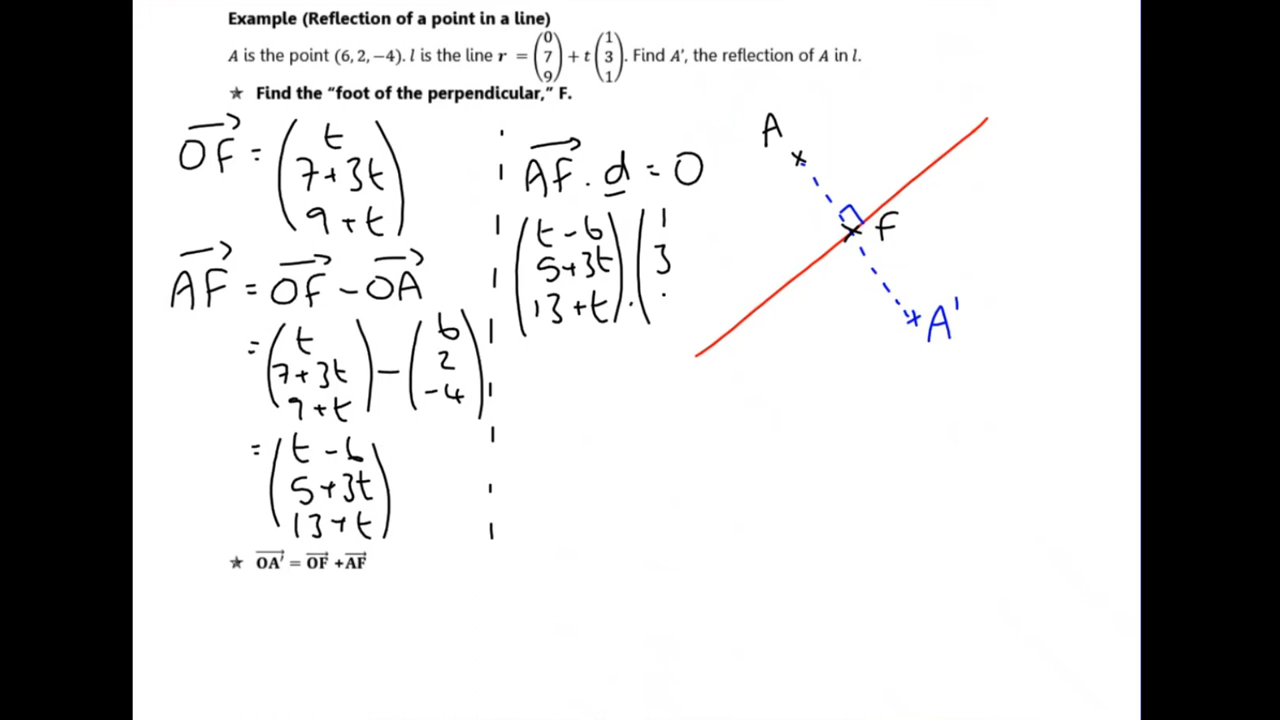 Example (Reflection of a point in a line)
A is the point (6, 2, −4). l is the line r = (0 7 9) + t (1 3 1). Find A′, the reflection of A in l.
★ Find the “foot of the perpendicular,” F.
OF = (t 7+3t 9+t)
AF = OF − OA
= (t 7+3t 9+t) − (6 2 −4)
= (t−6 5+3t 13+t)
AF . d = 0
(t−6 5+3t 13+t) . (1 3
A
F
A'
★ OA′ = OF +AF